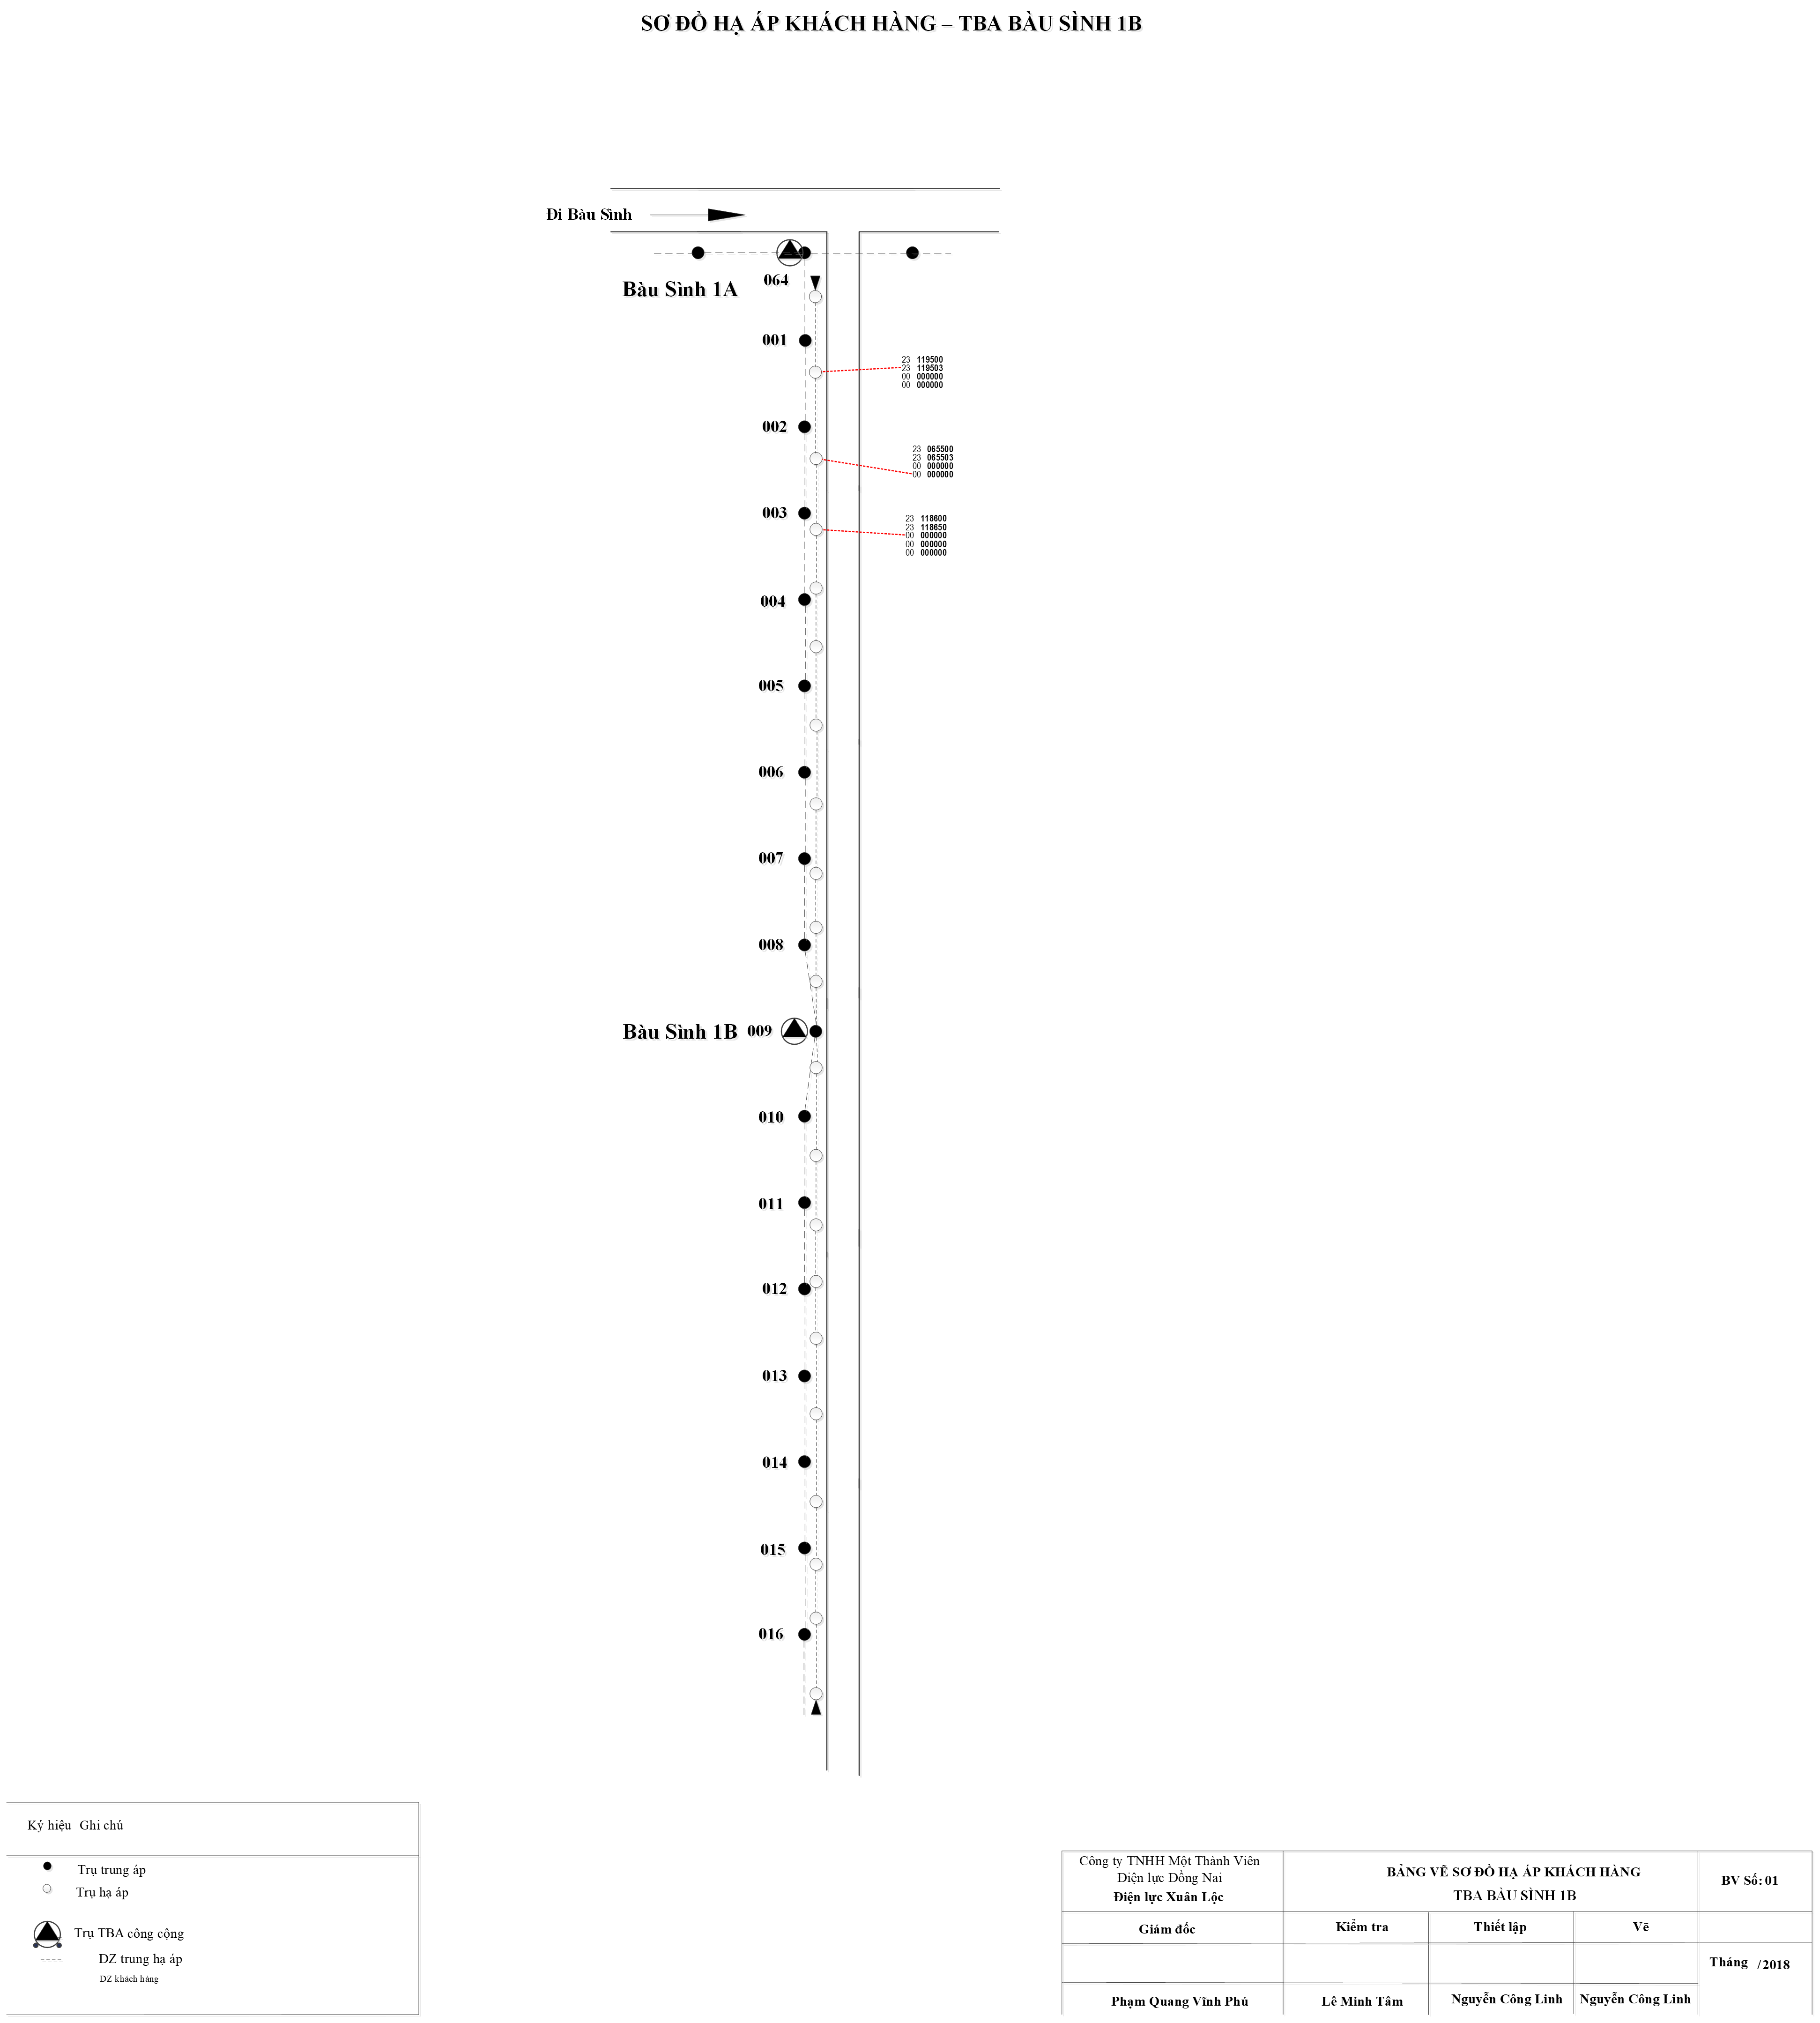 SƠ ĐỒ HẠ ÁP KHÁCH HÀNG – TBA BÀU SÌNH 1B
Đi Bàu Sình
064
Bàu Sình 1A
001
23 119500
23 119503
00 000000
00 000000
002
23 065500
23 065503
00 000000
00 000000
003
23 118600
23 118650
00 000000
00 000000
00 000000
004
005
006
007
008
Bàu Sình 1B 009
010
011
012
013
014
015
016
Ký hiệu Ghi chú
Trụ trung áp
Trụ hạ áp
Trụ TBA công cộng
DZ trung hạ áp
DZ khách hàng
Công ty TNHH Một Thành Viên
Điện lực Đồng Nai
Điện lực Xuân Lộc
BẢNG VẼ SƠ ĐỒ HẠ ÁP KHÁCH HÀNG
TBA BÀU SÌNH 1B
BV Số: 01
Giám đốc
Kiểm tra
Thiết lập
Vẽ
Tháng /2018
Phạm Quang Vĩnh Phú
Lê Minh Tâm
Nguyễn Công Linh
Nguyễn Công Linh